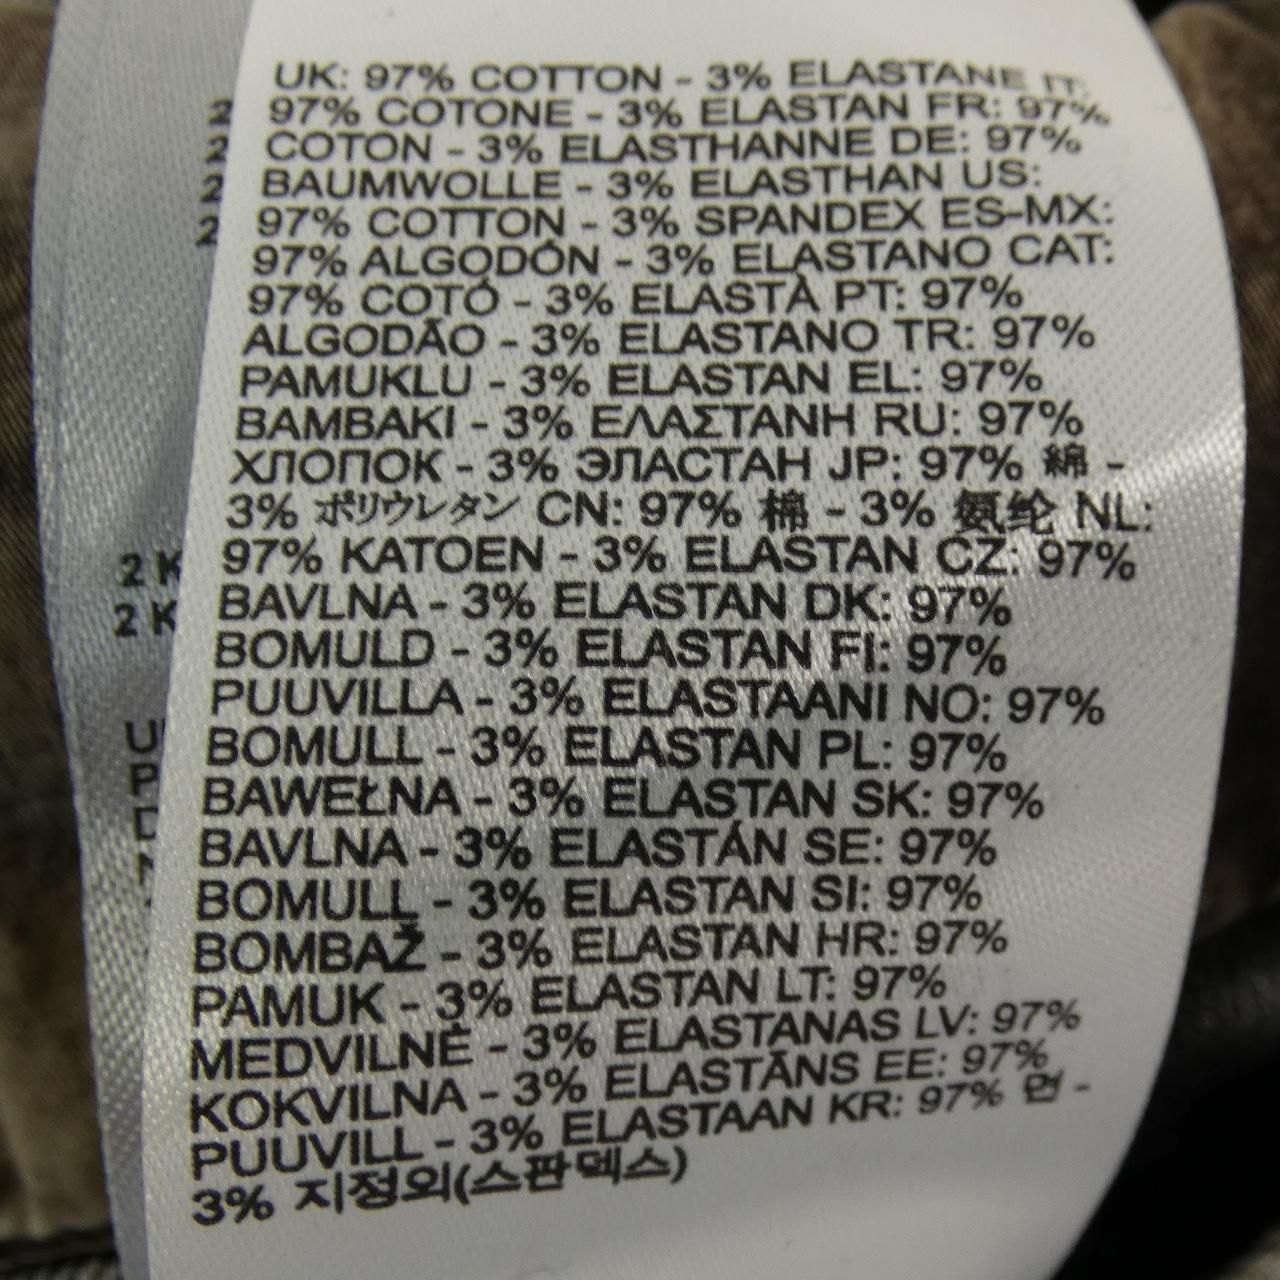 UK: 97% COTTON - 3% ELASTANE IT:
97% COTONE - 3% ELASTAN FR: 97%
COTON - 3% ELASTHANNE DE: 97%
BAUMWOLLE - 3% ELASTHAN US:
97% COTTON - 3% SPANDEX ES-MX:
97% ALGODÓN - 3% ELASTANO CAT:
97% COTÓ - 3% ELASTÀ PT: 97%
ALGODÃO - 3% ELASTANO TR: 97%
PAMUKLU - 3% ELASTAN EL: 97%
ΒΑΜΒΑΚΙ - 3% ΕΛΑΣΤΑΝΗ RU: 97%
ХЛОПОК - 3% ЭЛАСТАН JP: 97% 綿 -
3% ポリウレタン CN: 97% 棉 - 3% 氨纶 NL:
97% KATOEN - 3% ELASTAN CZ: 97%
BAVLNA - 3% ELASTAN DK: 97%
BOMULD - 3% ELASTAN FI: 97%
PUUVILLA - 3% ELASTAANI NO: 97%
BOMULL - 3% ELASTAN PL: 97%
BAWEŁNA - 3% ELASTAN SK: 97%
BAVLNA - 3% ELASTÁN SE: 97%
BOMULL - 3% ELASTAN SI: 97%
BOMBAŽ - 3% ELASTAN HR: 97%
PAMUK - 3% ELASTAN LT: 97%
MEDVILNĖ - 3% ELASTANAS LV: 97%
KOKVILNA - 3% ELASTĀNS EE: 97%
PUUVILL - 3% ELASTAAN KR: 97% 면 -
3% 지정외(스판덱스)
2
2
2
2
2 K
2 K